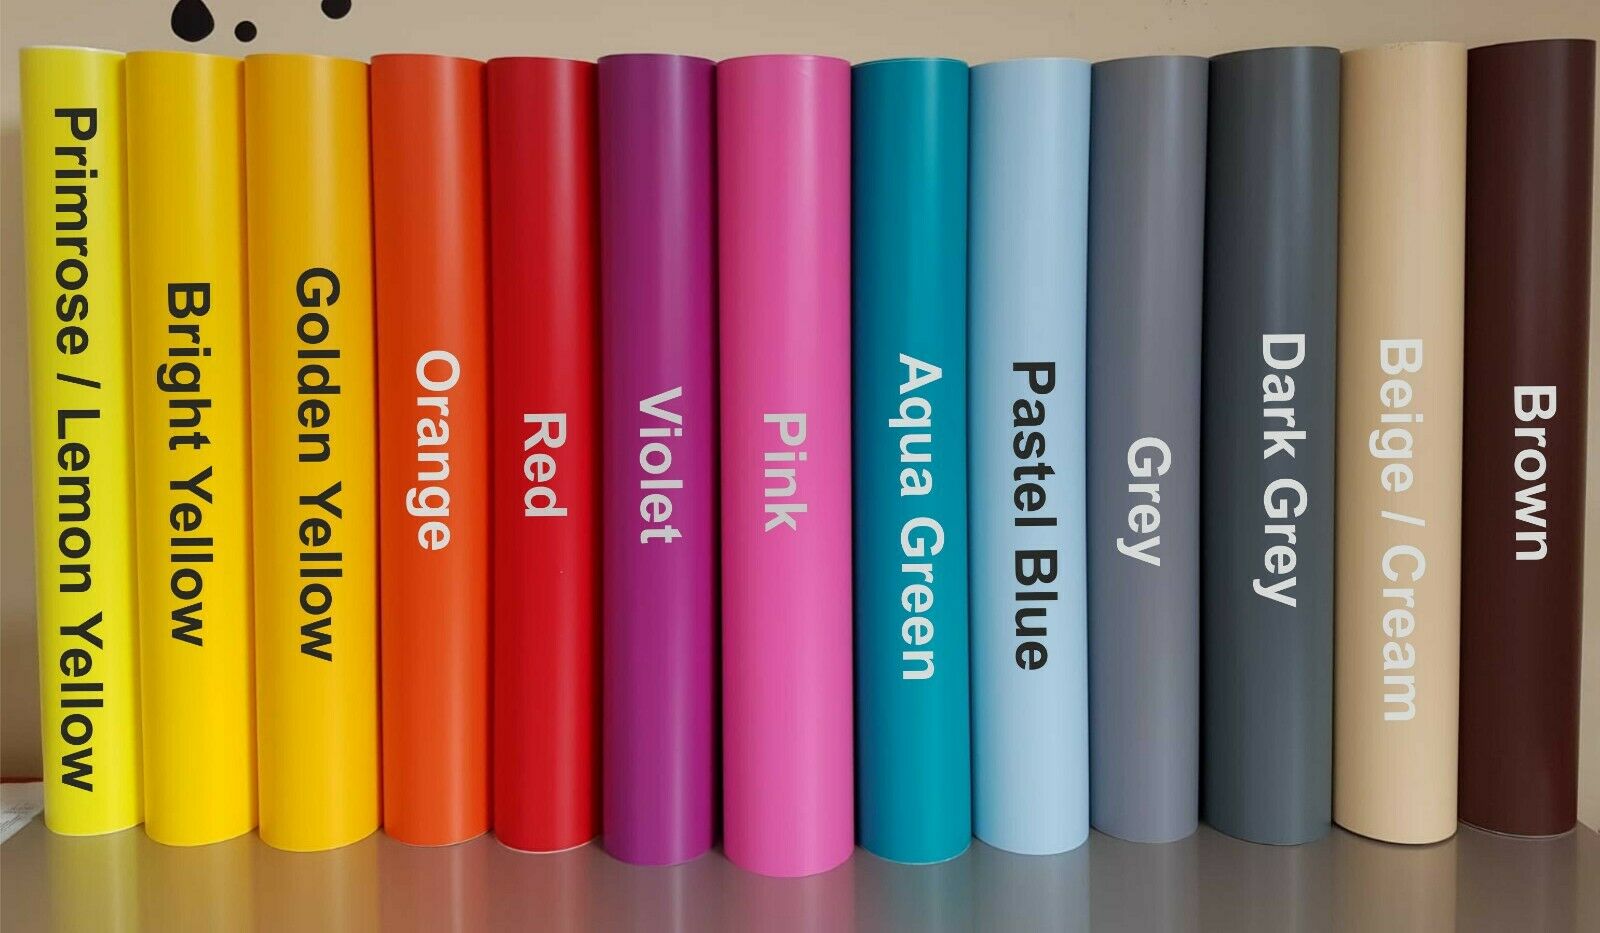 Primrose / Lemon Yellow
Bright Yellow
Golden Yellow
Orange
Red
Violet
Pink
Aqua Green
Pastel Blue
Grey
Dark Grey
Beige / Cream
Brown